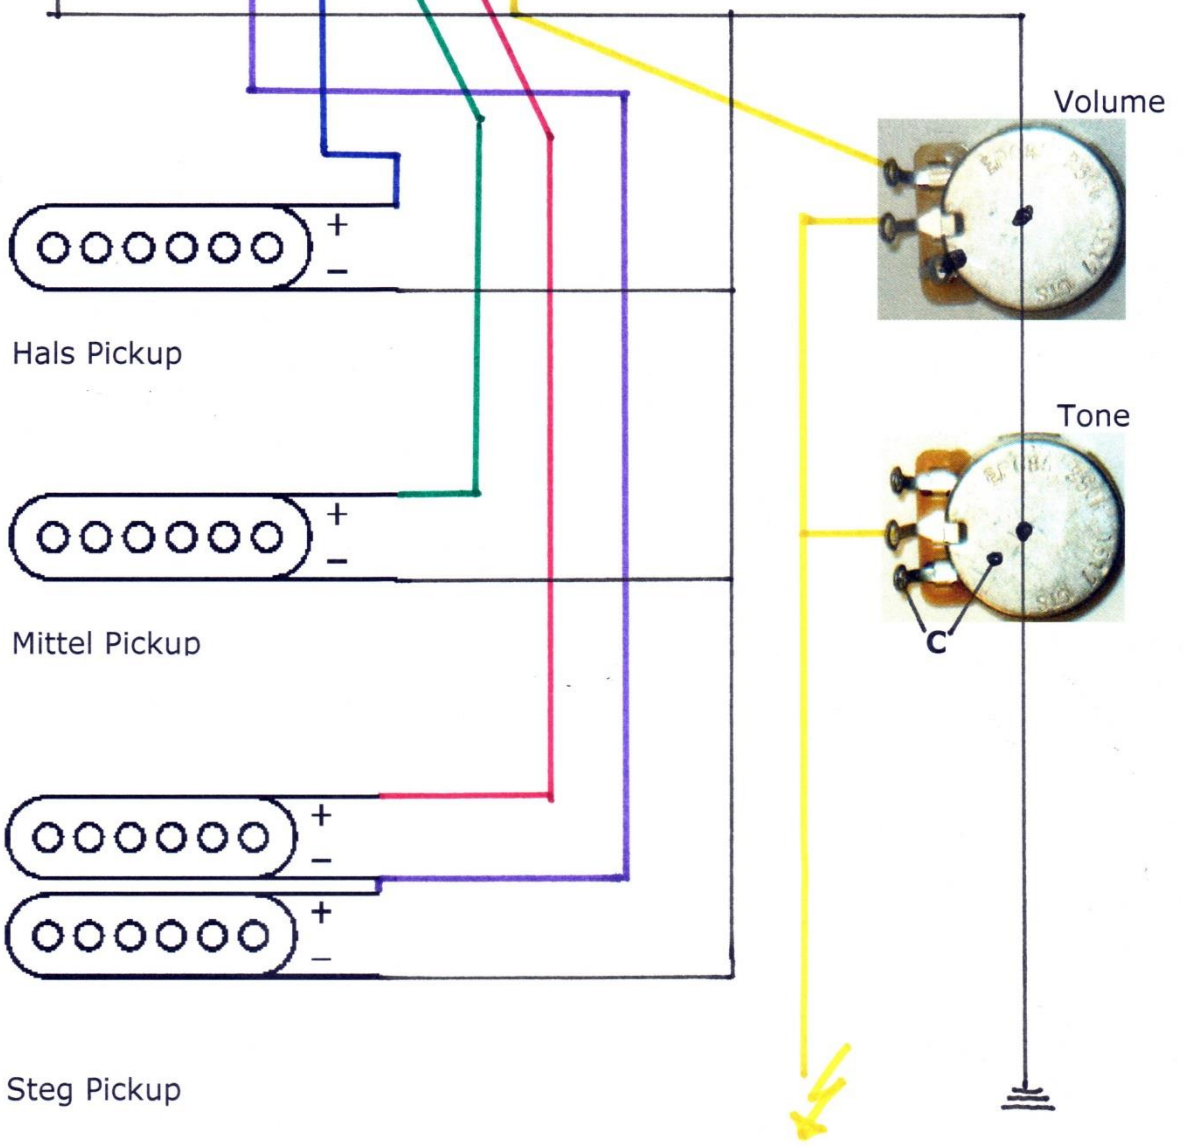 Volume
+
−
Hals Pickup
Tone
+
−
C
Mittel Pickup
+
−
+
−
Steg Pickup